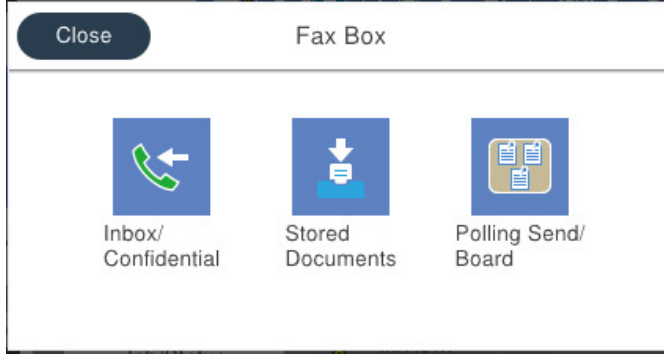 Close
Fax Box
Inbox/
Confidential
Stored
Documents
Polling Send/
Board